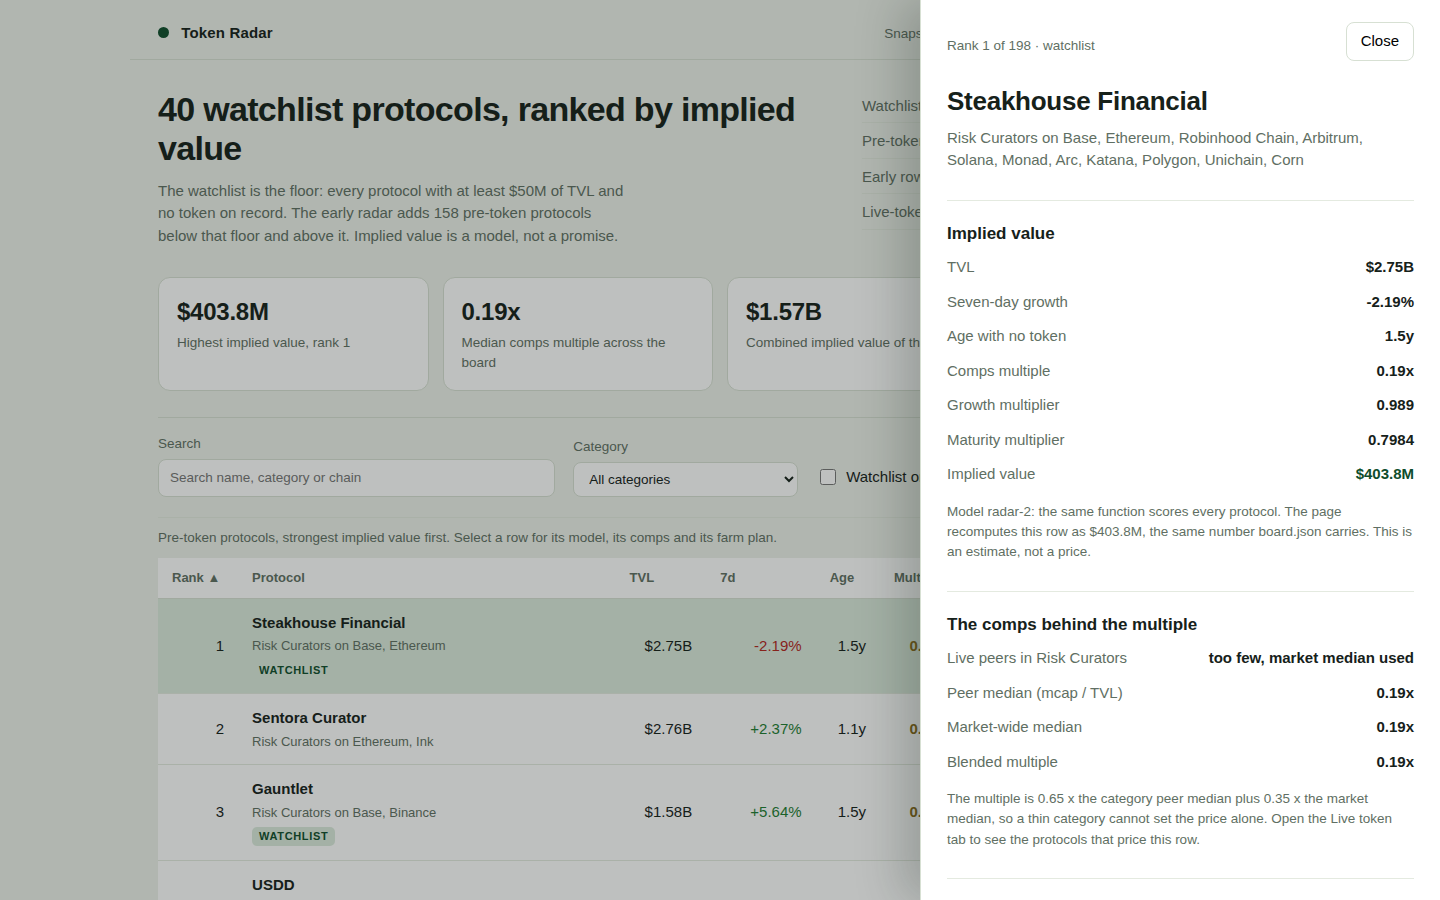 Token Radar
Snaps
40 watchlist protocols, ranked by implied
value
The watchlist is the floor: every protocol with at least $50M of TVL and
no token on record. The early radar adds 158 pre-token protocols
below that floor and above it. Implied value is a model, not a promise.
Watchlist
Pre-toke
Early row
Live-toke
$403.8M
Highest implied value, rank 1
0.19x
Median comps multiple across the
board
$1.57B
Combined implied value of th
Search
Search name, category or chain
Category
All categories
Watchlist o
Pre-token protocols, strongest implied value first. Select a row for its model, its comps and its farm plan.
Rank ▲ Protocol TVL 7d Age Mult
1 Steakhouse Financial $2.75B -2.19% 1.5y 0.
Risk Curators on Base, Ethereum
WATCHLIST
2 Sentora Curator $2.76B +2.37% 1.1y 0.
Risk Curators on Ethereum, Ink
3 Gauntlet $1.58B +5.64% 1.5y 0.
Risk Curators on Base, Binance
WATCHLIST
USDD
Rank 1 of 198 · watchlist
Close
Steakhouse Financial
Risk Curators on Base, Ethereum, Robinhood Chain, Arbitrum,
Solana, Monad, Arc, Katana, Polygon, Unichain, Corn
Implied value
TVL $2.75B
Seven-day growth -2.19%
Age with no token 1.5y
Comps multiple 0.19x
Growth multiplier 0.989
Maturity multiplier 0.7984
Implied value $403.8M
Model radar-2: the same function scores every protocol. The page
recomputes this row as $403.8M, the same number board.json carries. This is
an estimate, not a price.
The comps behind the multiple
Live peers in Risk Curators too few, market median used
Peer median (mcap / TVL) 0.19x
Market-wide median 0.19x
Blended multiple 0.19x
The multiple is 0.65 x the category peer median plus 0.35 x the market
median, so a thin category cannot set the price alone. Open the Live token
tab to see the protocols that price this row.